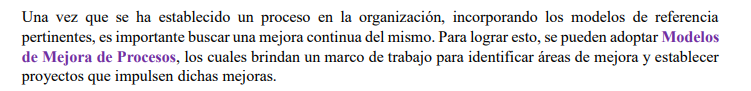 Una vez que se ha establecido un proceso en la organización, incorporando los modelos de referencia
pertinentes, es importante buscar una mejora continua del mismo. Para lograr esto, se pueden adoptar Modelos
de Mejora de Procesos, los cuales brindan un marco de trabajo para identificar áreas de mejora y establecer
proyectos que impulsen dichas mejoras.